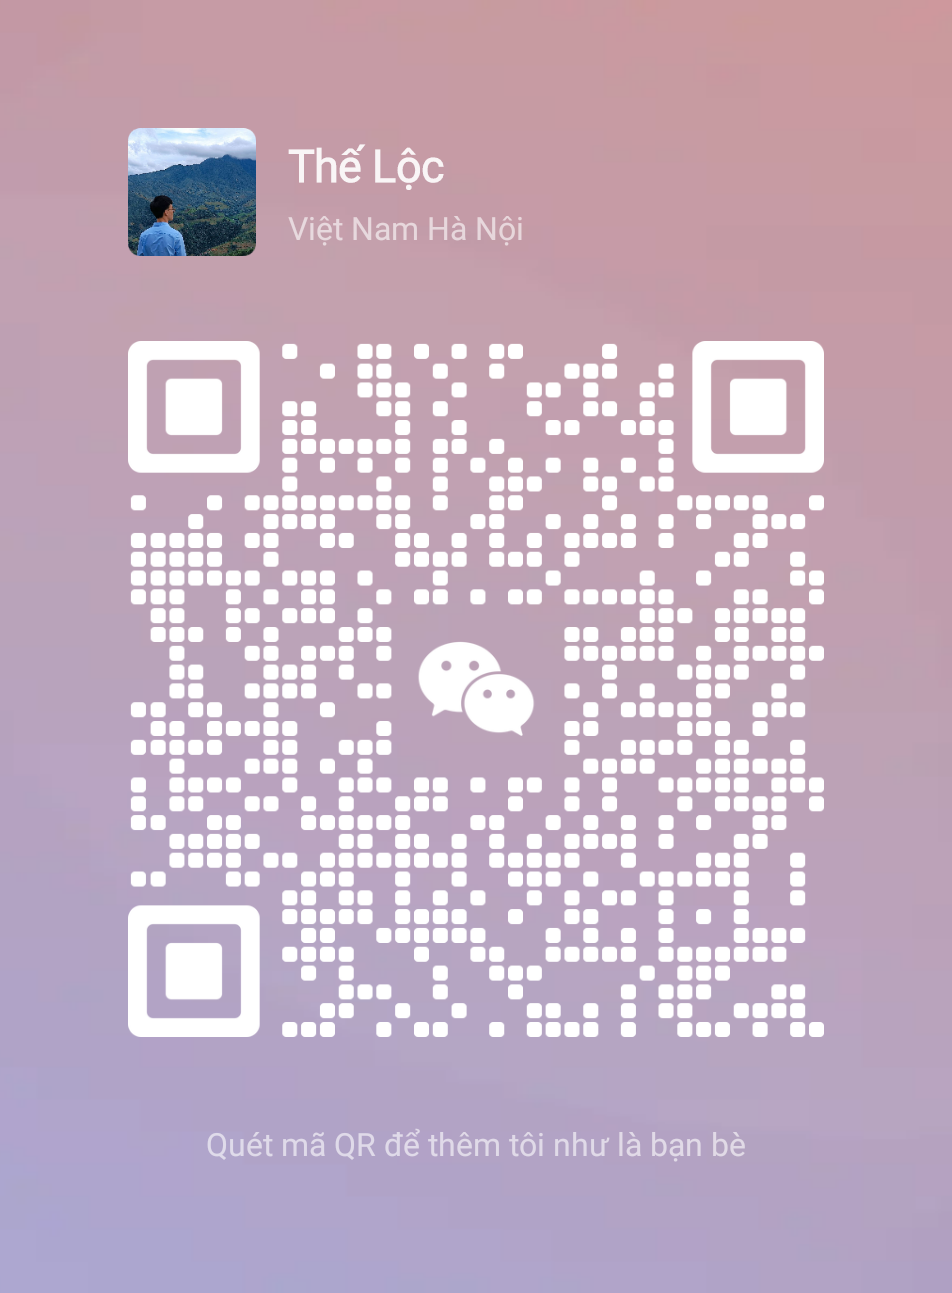 Thế Lộc
Việt Nam Hà Nội
Quét mã QR để thêm tôi như là bạn bè